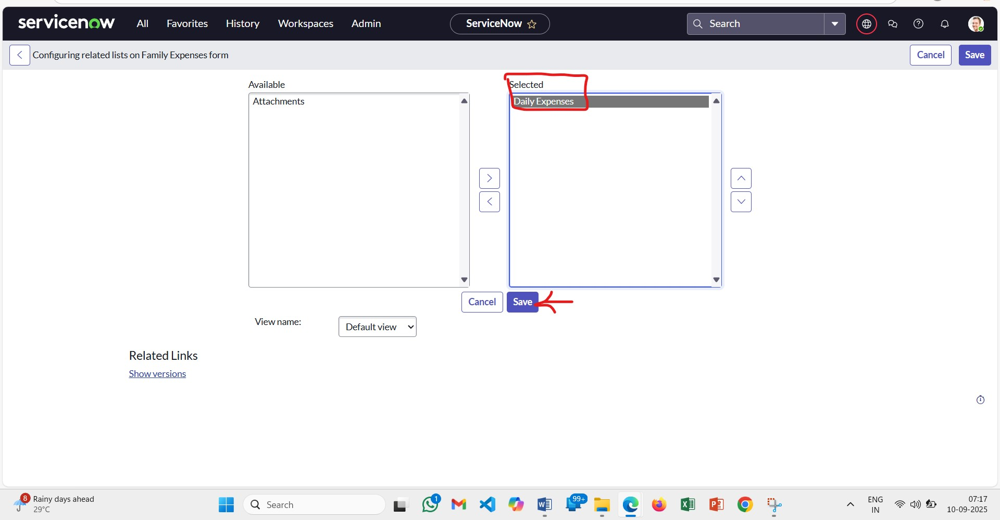 servicenow All Favorites History Workspaces Admin ServiceNow Search
Configuring related lists on Family Expenses form Cancel Save
Available Selected
Attachments Daily Expenses
Cancel Save
View name: Default view
Related Links
Show versions
8 Rainy days ahead
29°C
Search
1
99+
ENG
IN
07:17
10-09-2025